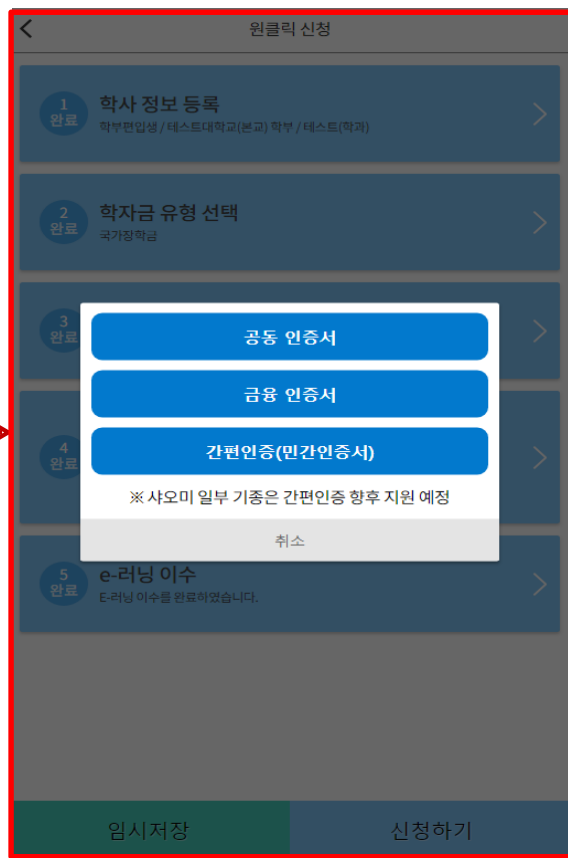 원클릭 신청
1
완료
학사 정보 등록
학부편입생 / 테스트대학교(본교) 학부 / 테스트(학과)
2
완료
학자금 유형 선택
국가장학금
3
완료
공동 인증서
금융 인증서
4
완료
간편인증(민간인증서)
※ 샤오미 일부 기종은 간편인증 향후 지원 예정
취소
5
완료
e-러닝 이수
E-러닝 이수를 완료하였습니다.
임시저장
신청하기